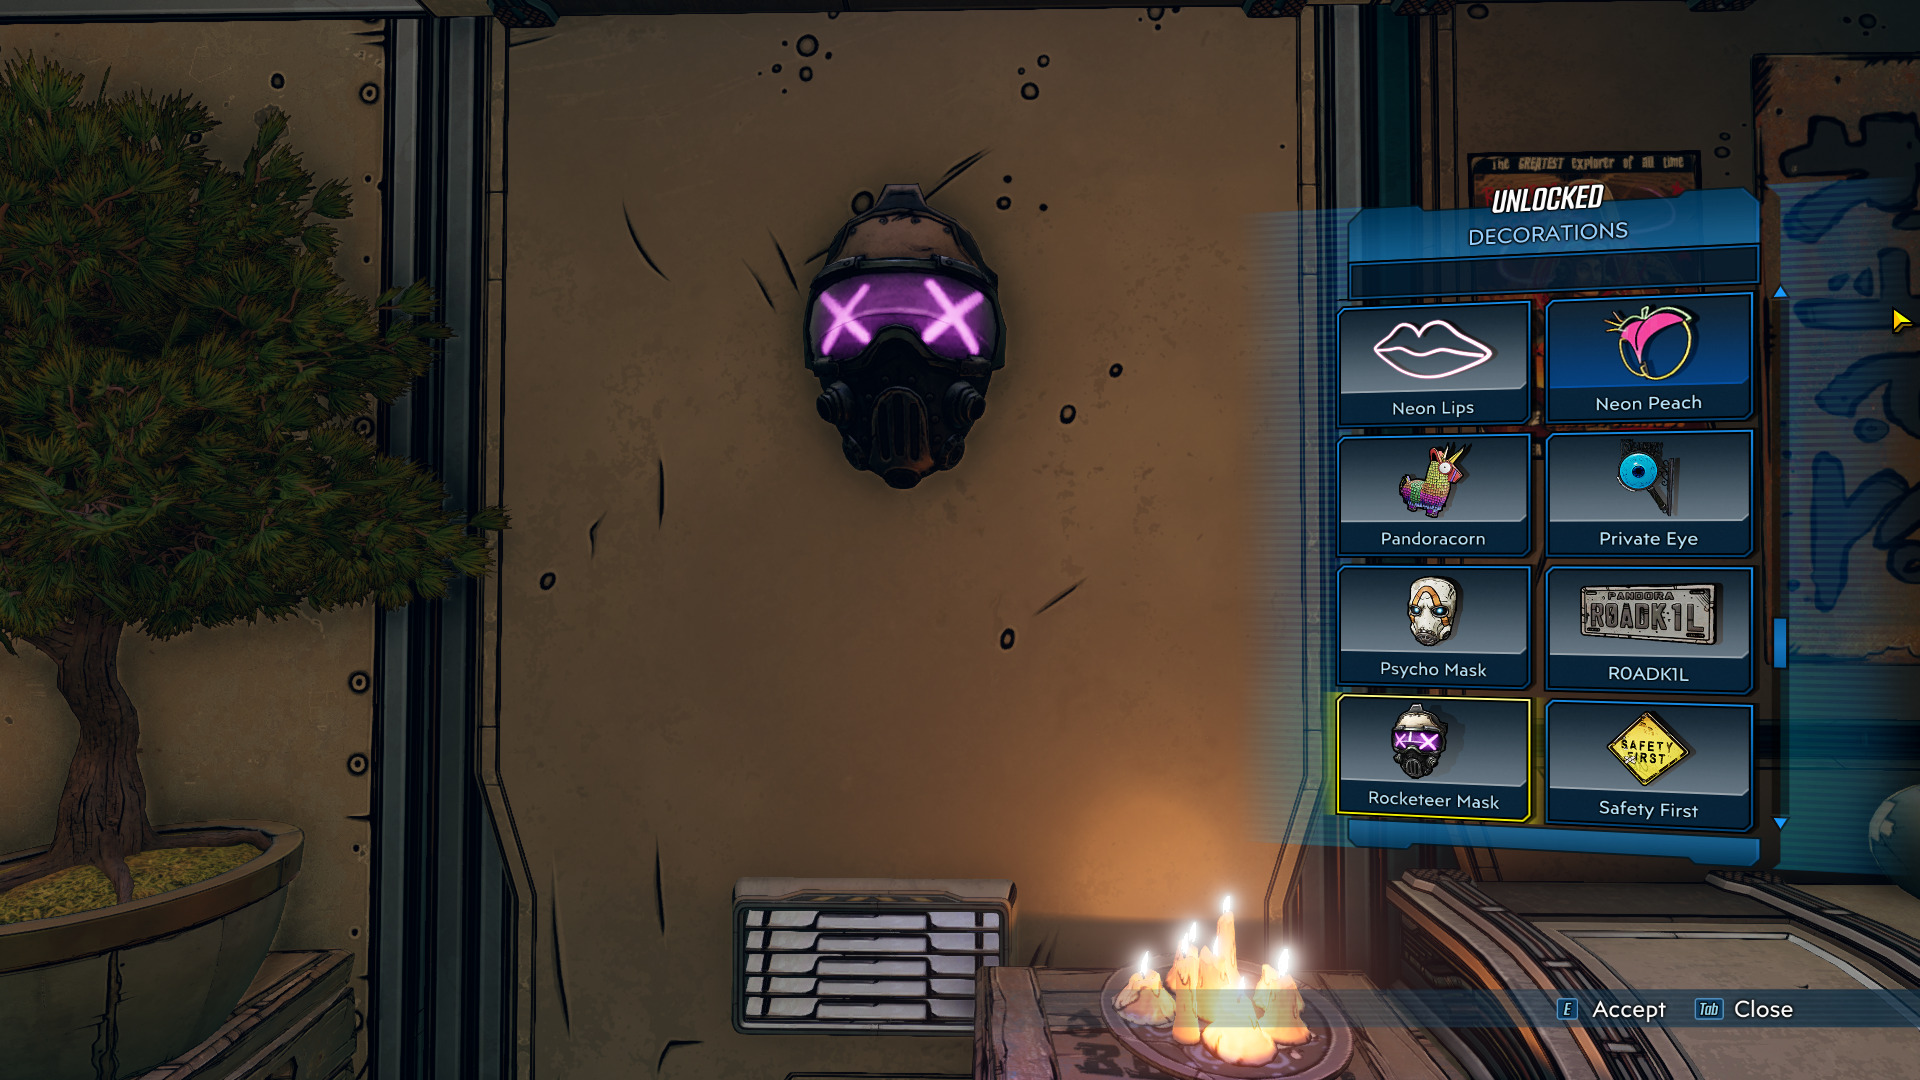 The GREATEST explorer of all time
UNLOCKED
DECORATIONS
Neon Lips
Neon Peach
Pandoracorn
Private Eye
PANDORA
R0ADK1L
Psycho Mask
R0ADK1L
SAFETY
FIRST
Rocketeer Mask
Safety First
E Accept
Tab Close